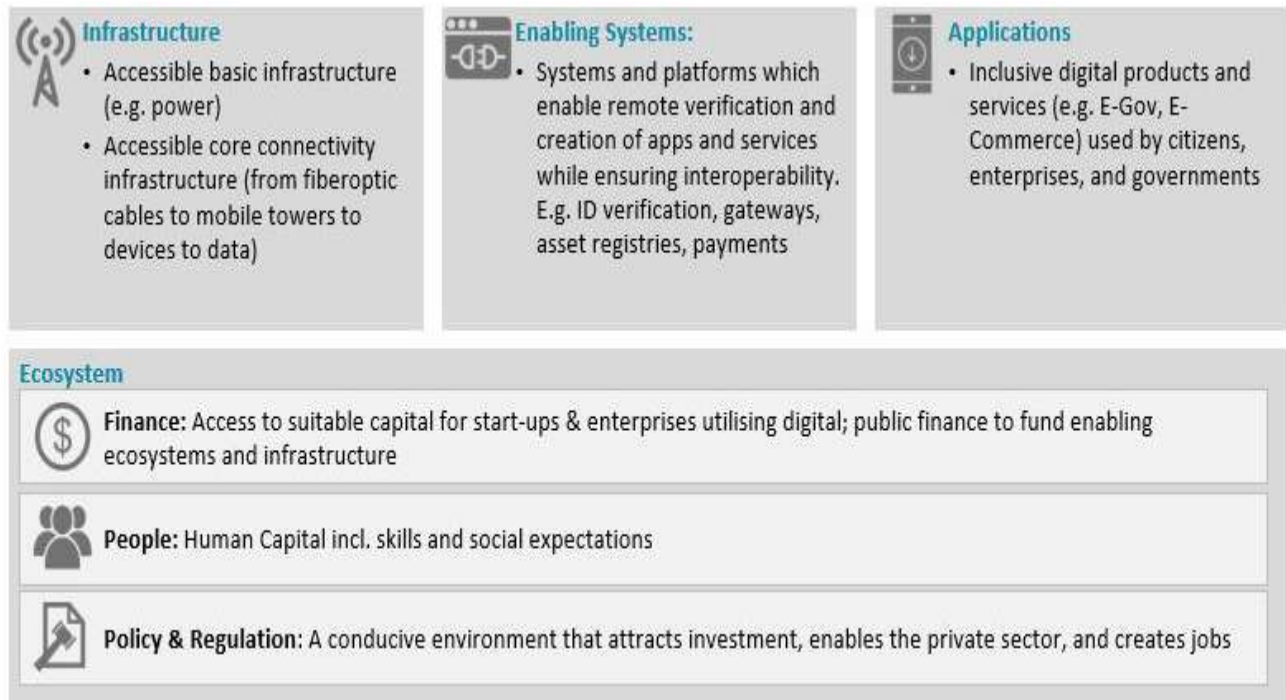 Infrastructure
• Accessible basic infrastructure
(e.g. power)
• Accessible core connectivity
infrastructure (from fiberoptic
cables to mobile towers to
devices to data)
Enabling Systems:
• Systems and platforms which
enable remote verification and
creation of apps and services
while ensuring interoperability.
E.g. ID verification, gateways,
asset registries, payments
Applications
• Inclusive digital products and
services (e.g. E-Gov, E-
Commerce) used by citizens,
enterprises, and governments
Ecosystem
Finance: Access to suitable capital for start-ups & enterprises utilising digital; public finance to fund enabling
ecosystems and infrastructure
People: Human Capital incl. skills and social expectations
Policy & Regulation: A conducive environment that attracts investment, enables the private sector, and creates jobs